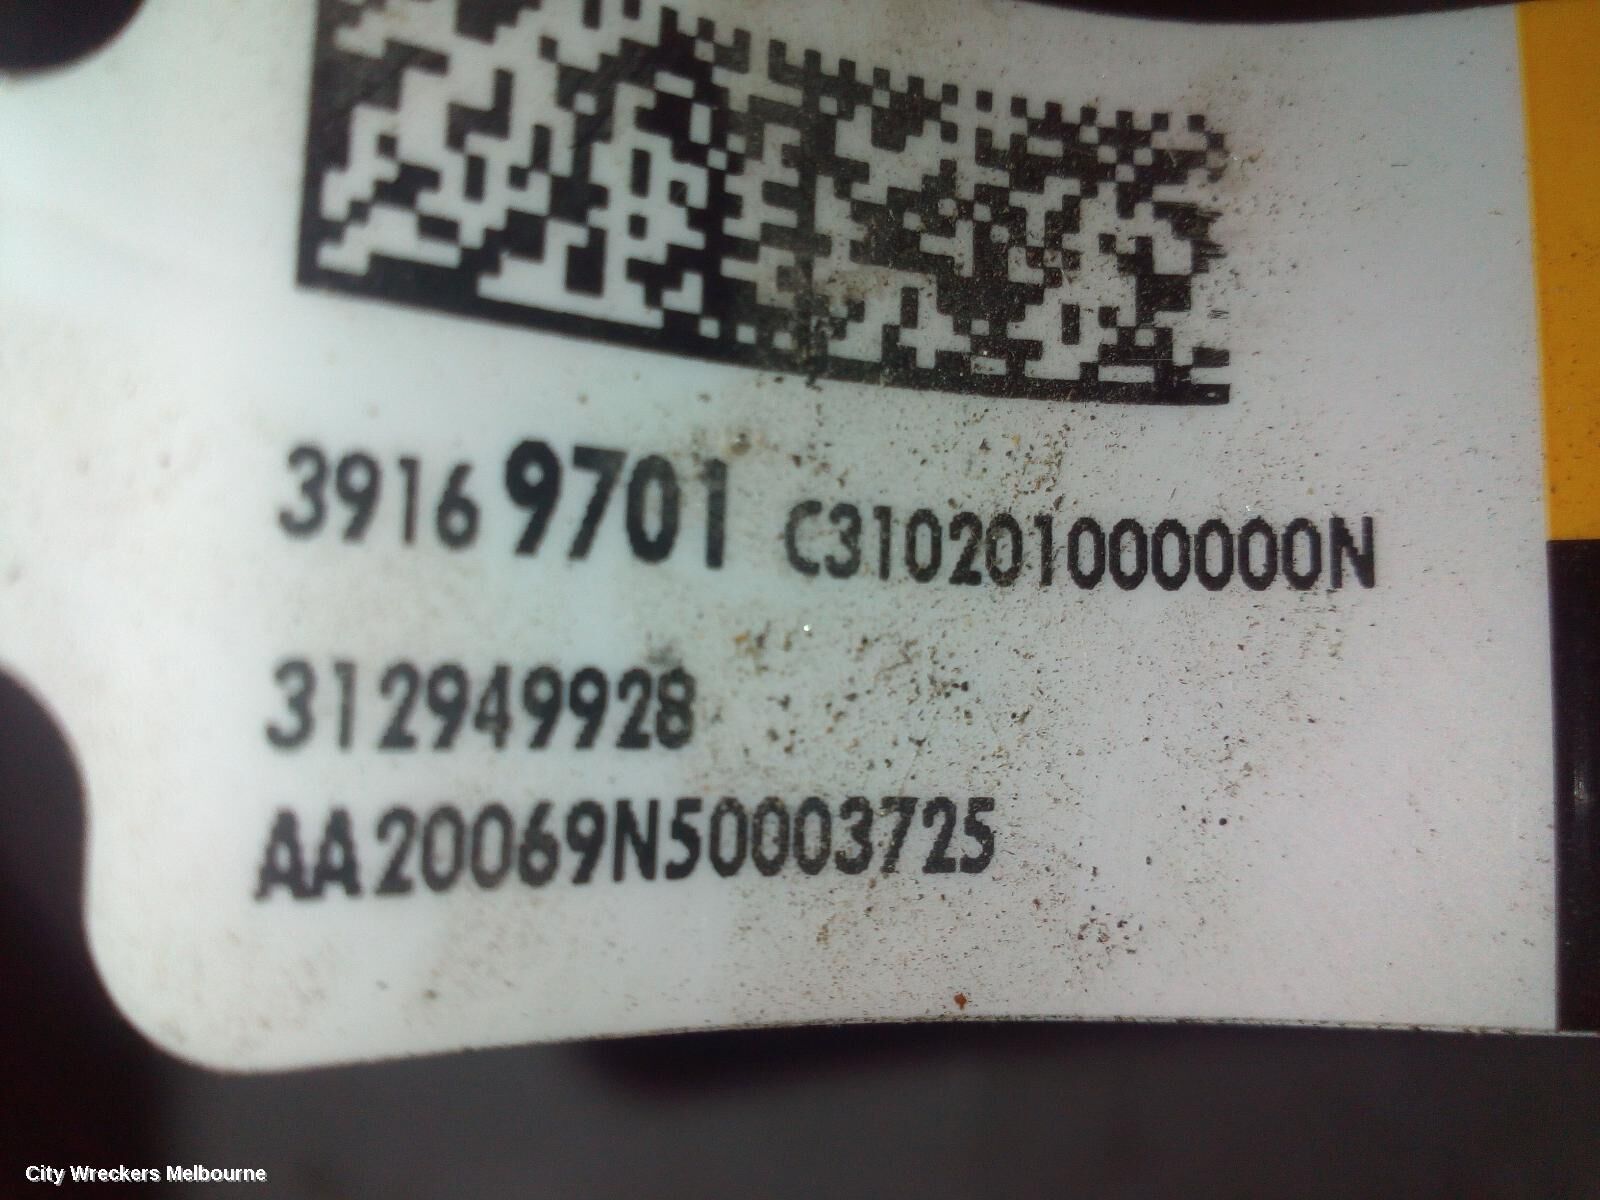 39169701 C310201000000N
312949928
AA20069N50003725
City Wreckers Melbourne